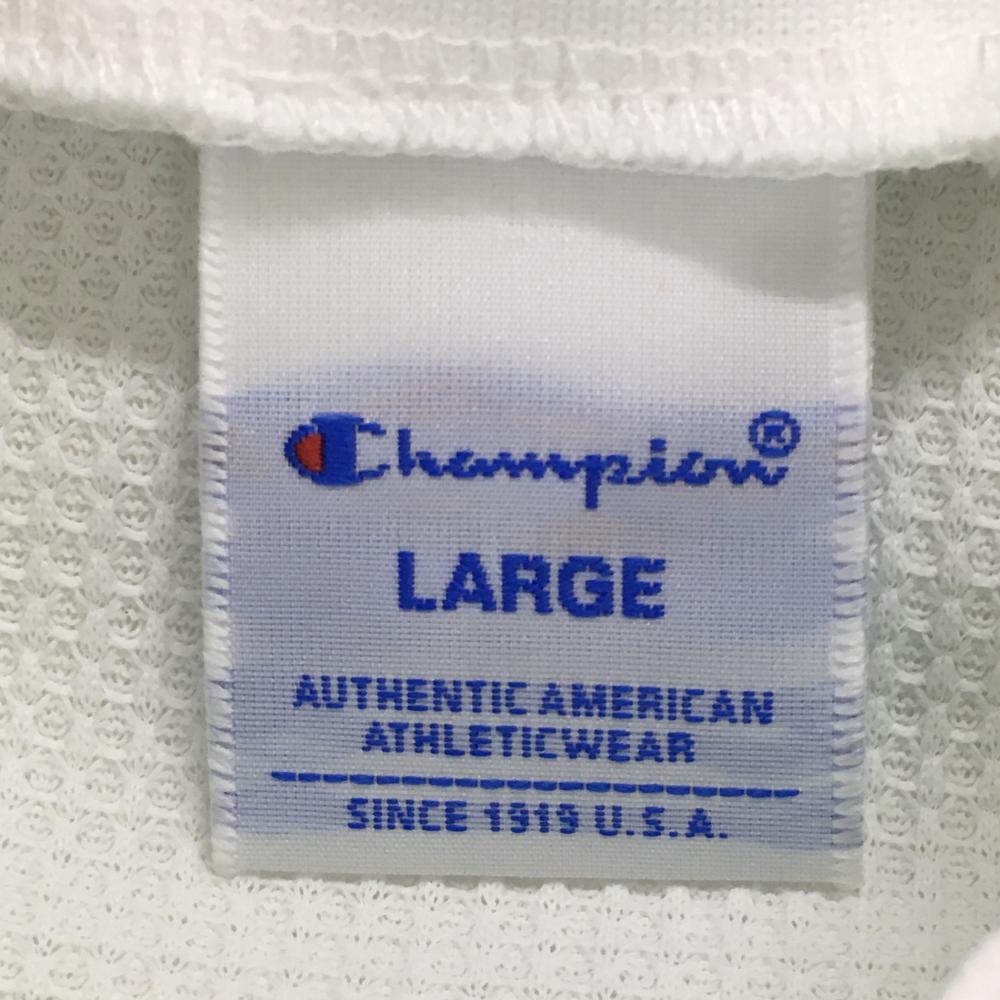 Champion®
LARGE
AUTHENTIC AMERICAN
ATHLETICWEAR
SINCE 1919 U.S.A.